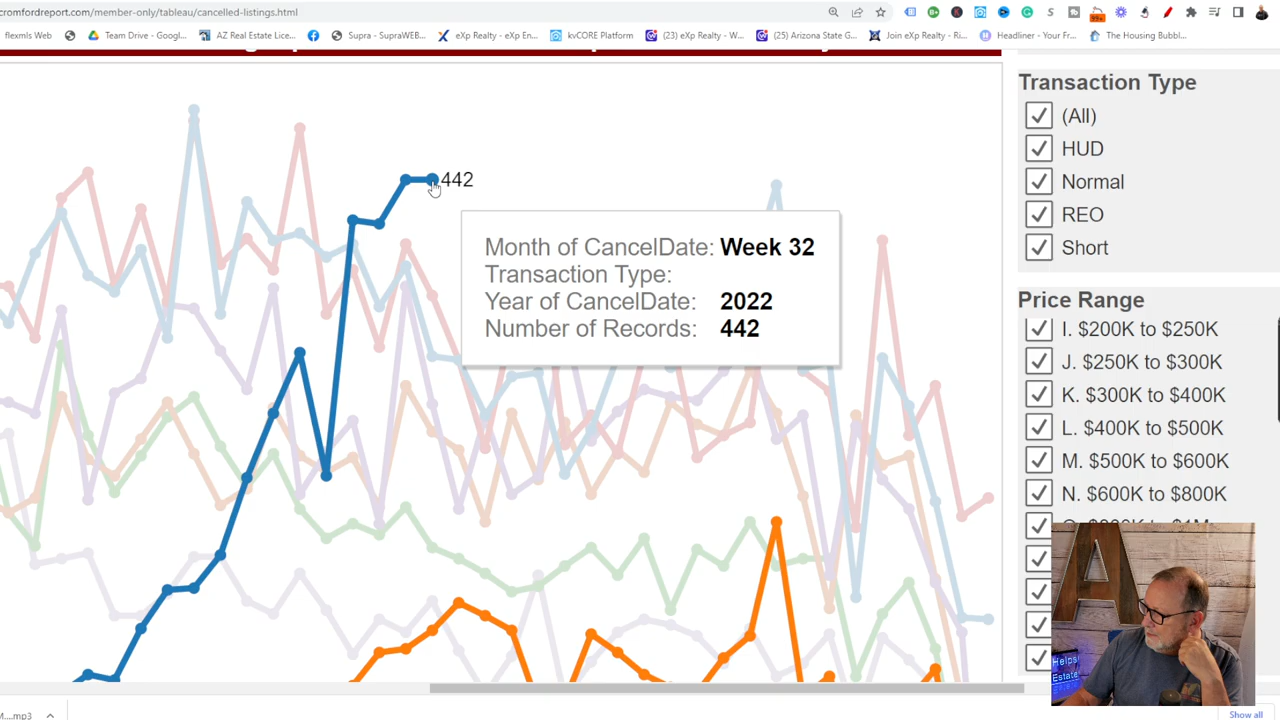 cromfordreport.com/member-only/tableau/cancelled-listings.html
flexmls Web
Team Drive - Googl...
AZ Real Estate Lice...
Supra - SupraWEB...
eXp Realty - eXp En...
kvCORE Platform
(23) eXp Realty - W...
(25) Arizona State G...
Join eXp Realty - Ri...
Headliner - Your Fr...
The Housing Bubbl...
99+
Transaction Type
(All)
HUD
Normal
REO
Short
442
Month of CancelDate: Week 32
Transaction Type:
Year of CancelDate: 2022
Number of Records: 442
Price Range
I. $200K to $250K
J. $250K to $300K
K. $300K to $400K
L. $400K to $500K
M. $500K to $600K
N. $600K to $800K
A
Helps
Estate
M....mp3
Show all